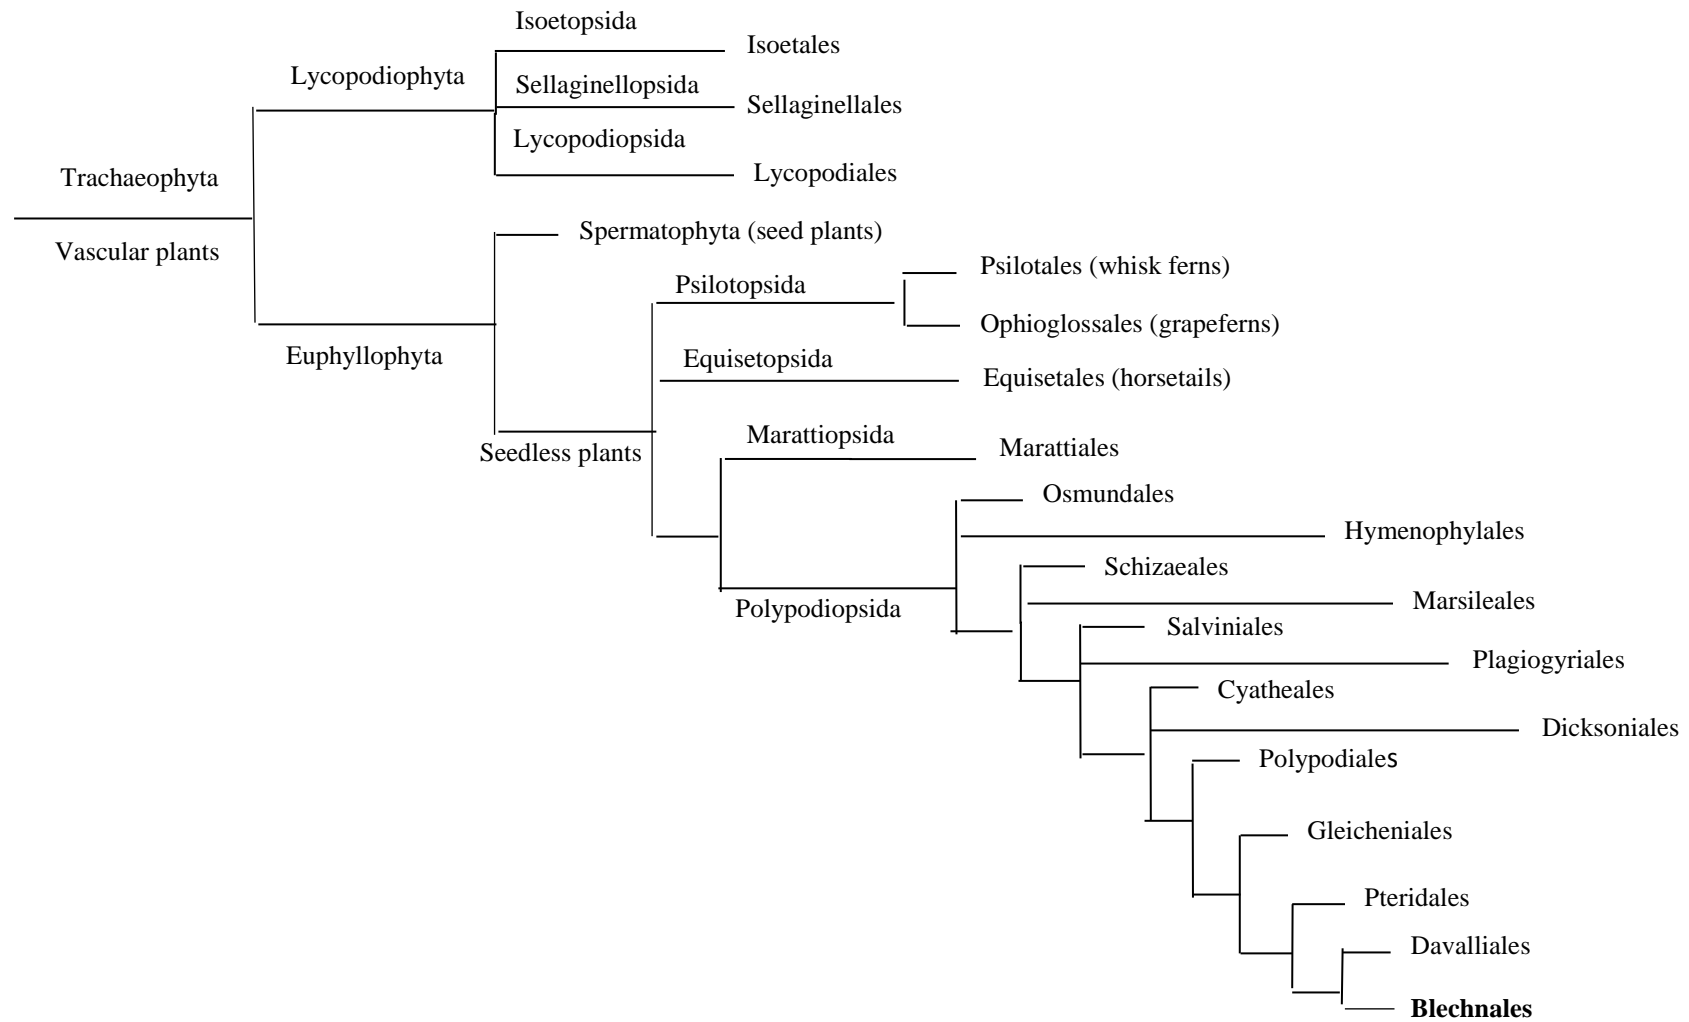 Isoetopsida
Isoetales
Lycopodiophyta
Sellaginellopsida
Sellaginellales
Lycopodiopsida
Lycopodiales
Trachaeophyta
Vascular plants
Spermatophyta (seed plants)
Psilotales (whisk ferns)
Psilotopsida
Ophioglossales (grapeferns)
Euphyllophyta
Equisetopsida
Equisetales (horsetails)
Seedless plants
Marattiopsida
Marattiales
Osmundales
Hymenophylales
Schizaeales
Marsileales
Polypodiopsida
Salviniales
Plagiogyriales
Cyatheales
Dicksoniales
Polypodiales
Gleicheniales
Pteridales
Davalliales
Blechnales